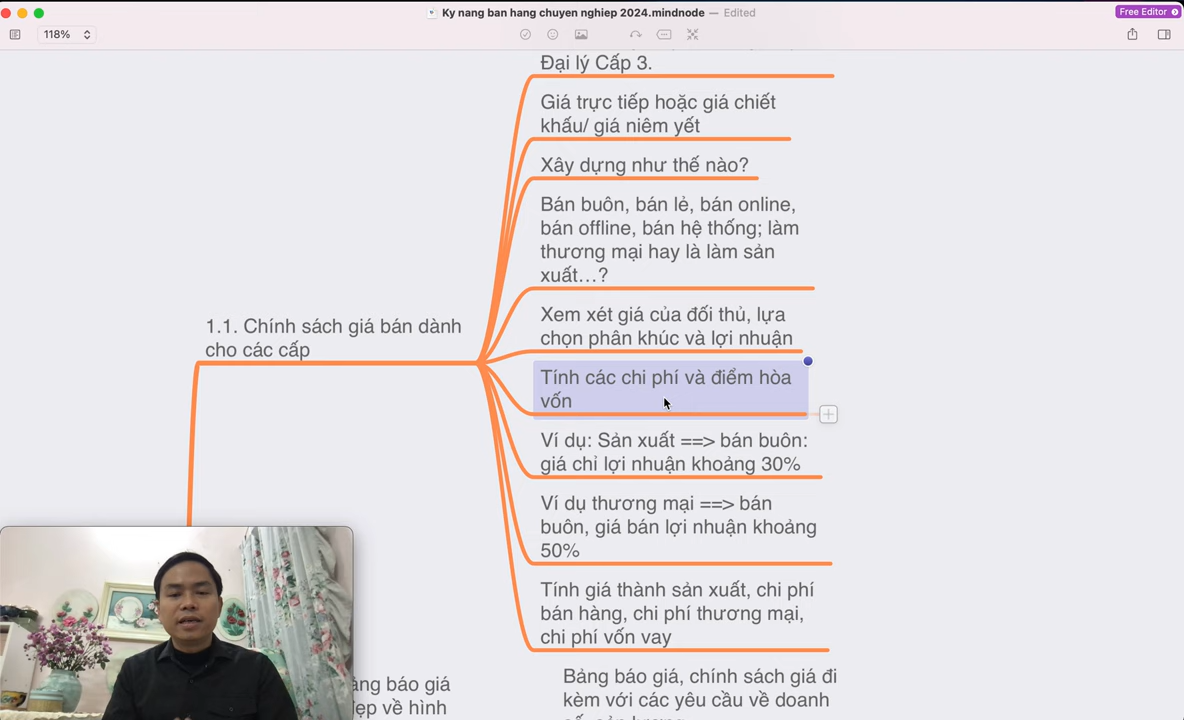 Ky nang ban hang chuyen nghiep 2024.mindnode — Edited
Free Editor
118%
Đại lý Cấp 3.
Giá trực tiếp hoặc giá chiết
khấu/ giá niêm yết
Xây dựng như thế nào?
Bán buôn, bán lẻ, bán online,
bán offline, bán hệ thống; làm
thương mại hay là làm sản
xuất…?
Xem xét giá của đối thủ, lựa
chọn phân khúc và lợi nhuận
1.1. Chính sách giá bán dành
cho các cấp
Tính các chi phí và điểm hòa
vốn
Ví dụ: Sản xuất ==> bán buôn:
giá chỉ lợi nhuận khoảng 30%
Ví dụ thương mại ==> bán
buôn, giá bán lợi nhuận khoảng
50%
Tính giá thành sản xuất, chi phí
bán hàng, chi phí thương mại,
chi phí vốn vay
Bảng báo giá, chính sách giá đi
kèm với các yêu cầu về doanh
báo giá
về hình